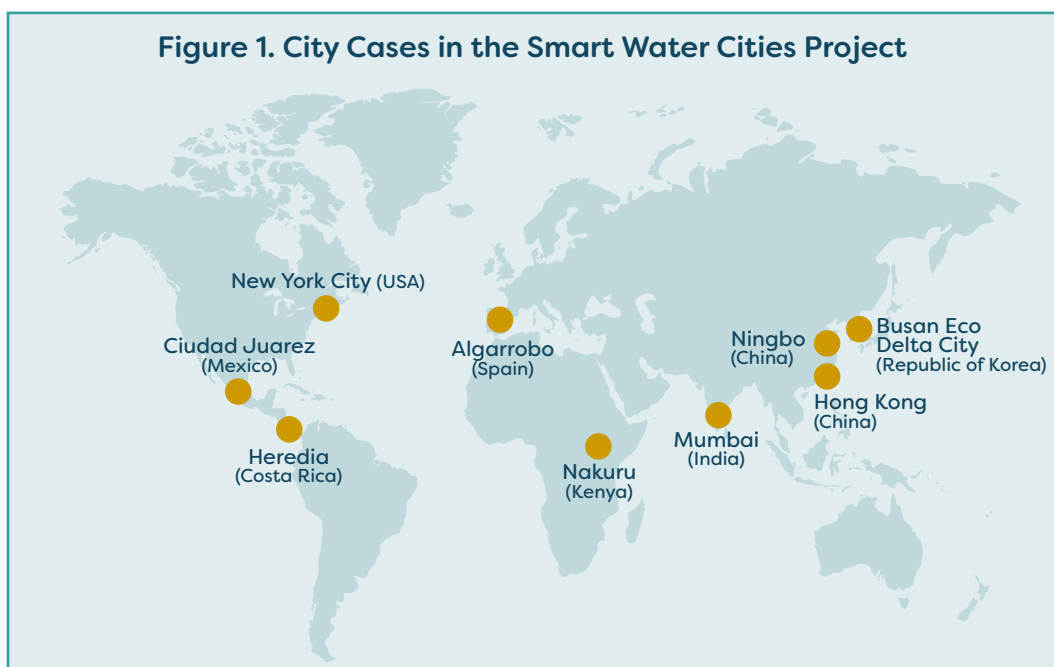 Figure 1. City Cases in the Smart Water Cities Project
New York City (USA)
Ciudad Juarez
(Mexico)
Heredia
(Costa Rica)
Algarrobo
(Spain)
Nakuru
(Kenya)
Mumbai
(India)
Ningbo
(China)
Busan Eco
Delta City
(Republic of Korea)
Hong Kong
(China)